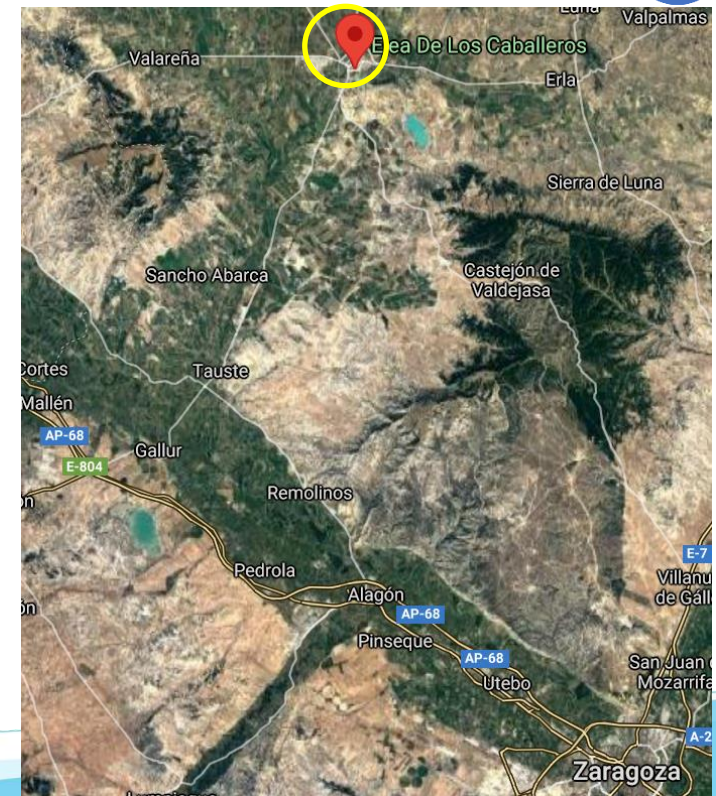 Luna
Valpalmas
Ejea De Los Caballeros
Valareña
Erla
Sierra de Luna
Castejón de
Valdejasa
Sancho Abarca
Cortes
Tauste
Mallén
AP-68
Gallur
E-804
Remolinos
E-7
Pedrola
Villanu
de Gáll
Alagón
AP-68
Pinseque
AP-68
San Juan d
Mozarrifa
Utebo
A-2
Zaragoza